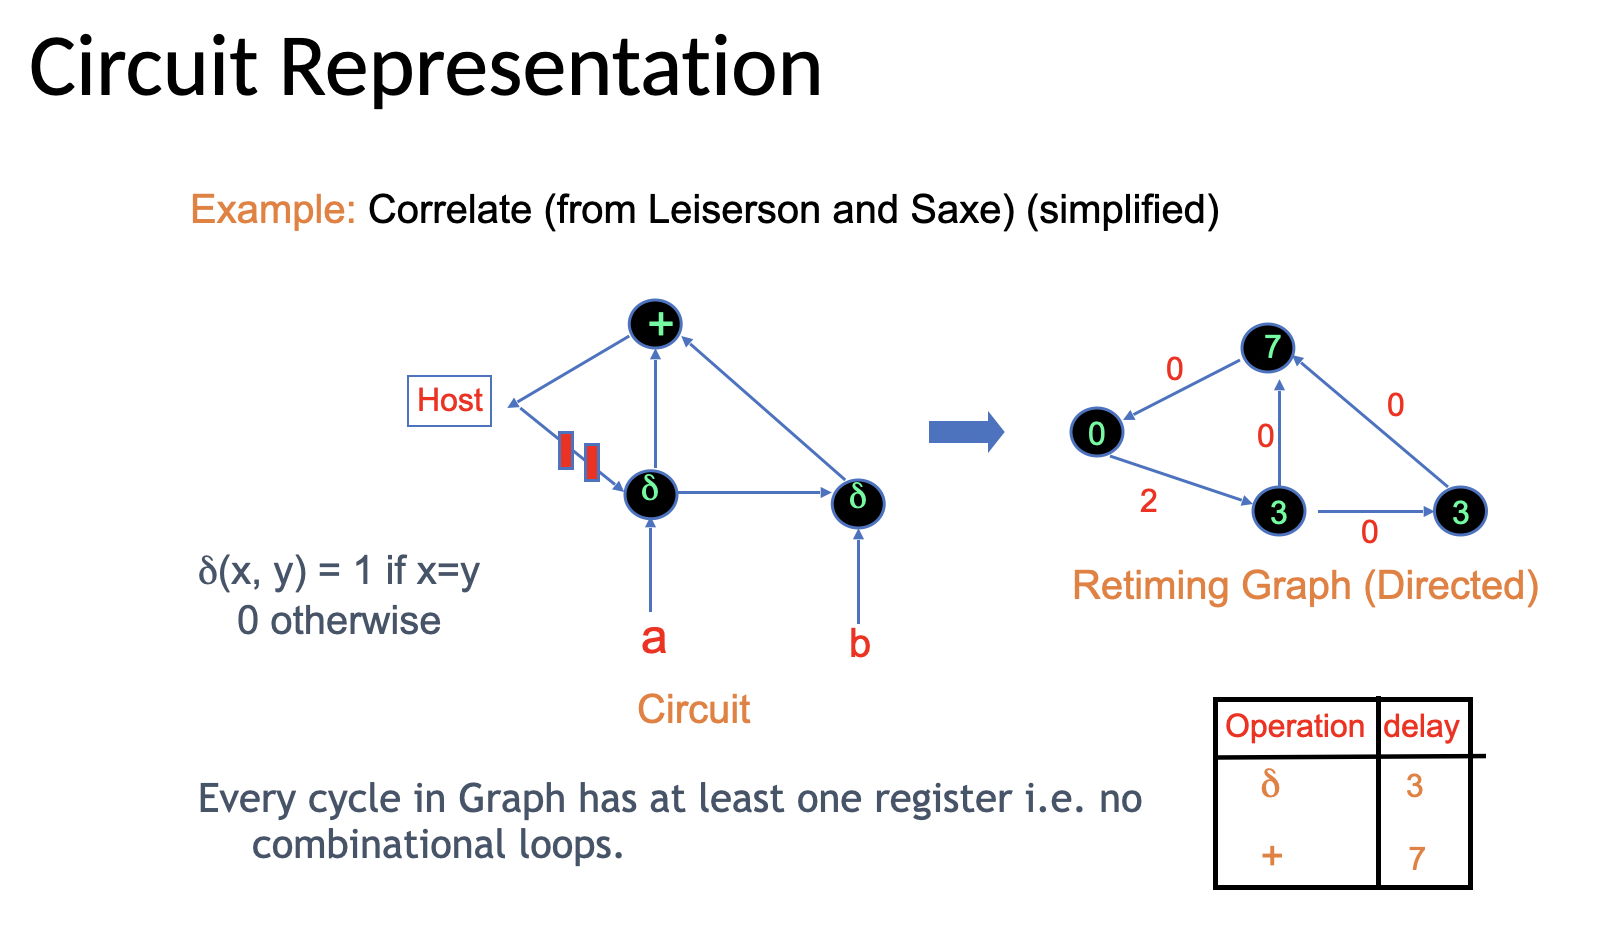 Circuit Representation
Example: Correlate (from Leiserson and Saxe) (simplified)
+
Host
δ
δ
a
b
Circuit
δ(x, y) = 1 if x=y
0 otherwise
7
0
0
0
0
2
3
3
0
Retiming Graph (Directed)
Every cycle in Graph has at least one register i.e. no
combinational loops.
Operation delay
δ 3
+ 7